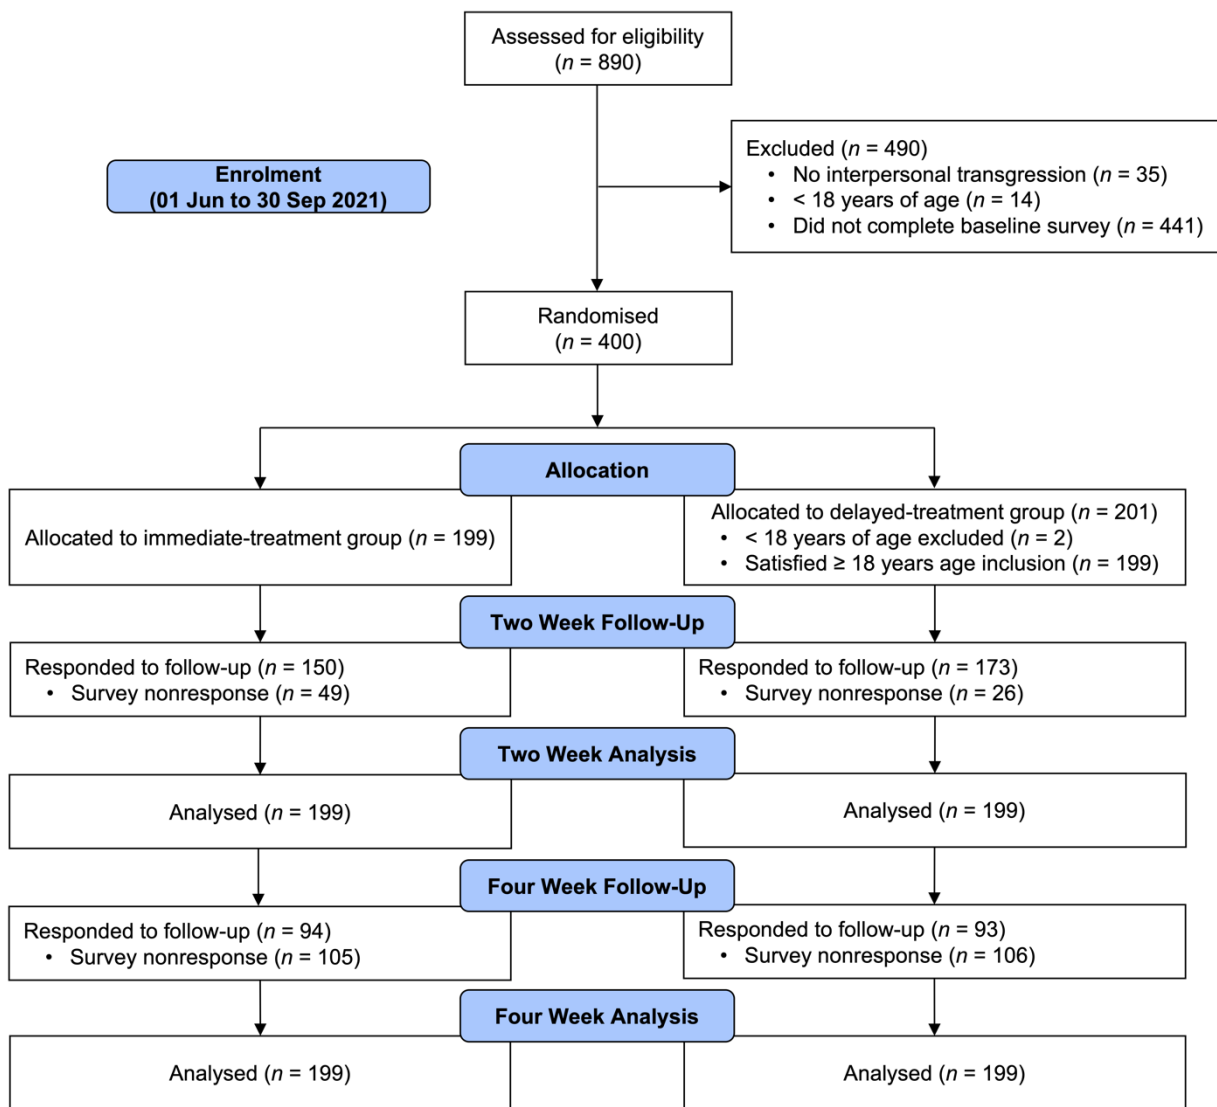 Assessed for eligibility
(n = 890)
Excluded (n = 490)
• No interpersonal transgression (n = 35)
• < 18 years of age (n = 14)
• Did not complete baseline survey (n = 441)
Enrolment
(01 Jun to 30 Sep 2021)
Randomised
(n = 400)
Allocation
Allocated to immediate-treatment group (n = 199)
Allocated to delayed-treatment group (n = 201)
• < 18 years of age excluded (n = 2)
• Satisfied ≥ 18 years age inclusion (n = 199)
Two Week Follow-Up
Responded to follow-up (n = 150)
• Survey nonresponse (n = 49)
Responded to follow-up (n = 173)
• Survey nonresponse (n = 26)
Two Week Analysis
Analysed (n = 199)
Analysed (n = 199)
Four Week Follow-Up
Responded to follow-up (n = 94)
• Survey nonresponse (n = 105)
Responded to follow-up (n = 93)
• Survey nonresponse (n = 106)
Four Week Analysis
Analysed (n = 199)
Analysed (n = 199)